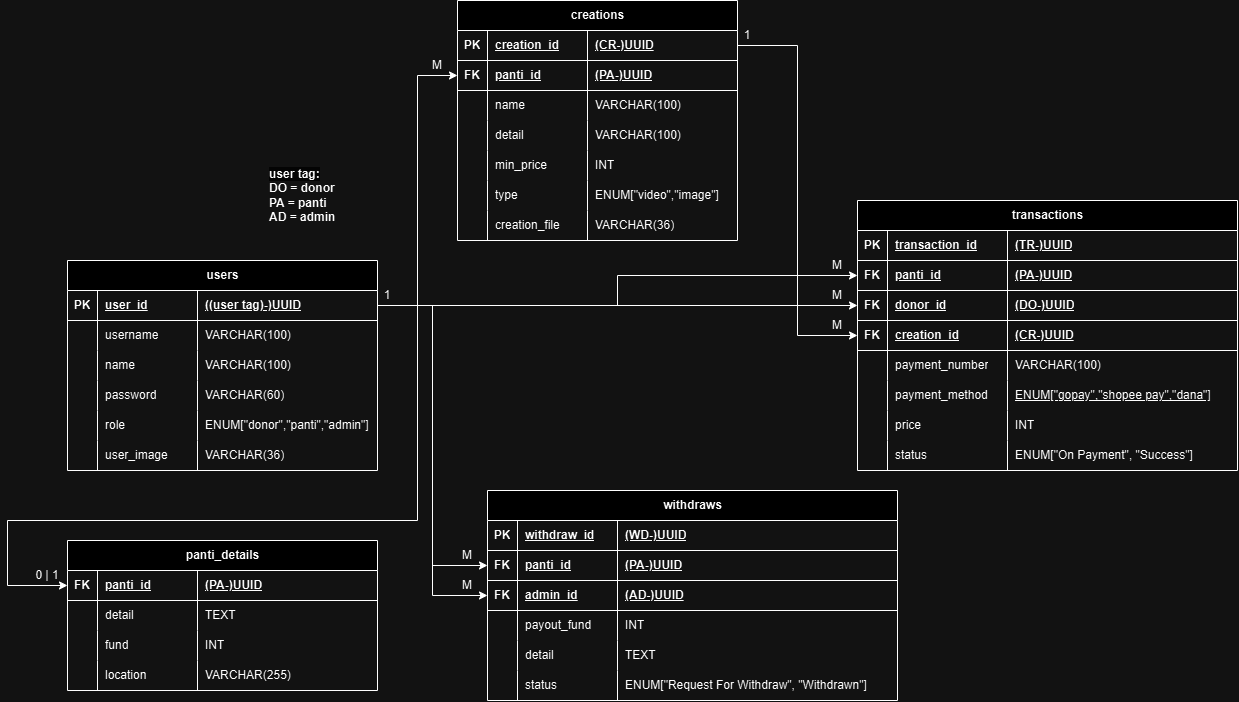 creations
PK creation_id (CR-)UUID
FK panti_id (PA-)UUID
name VARCHAR(100)
detail VARCHAR(100)
min_price INT
type ENUM["video","image"]
creation_file VARCHAR(36)
1
M
user tag:
DO = donor
PA = panti
AD = admin
transactions
PK transaction_id (TR-)UUID
M FK panti_id (PA-)UUID
M FK donor_id (DO-)UUID
M FK creation_id (CR-)UUID
payment_number VARCHAR(100)
payment_method ENUM["gopay","shopee pay","dana"]
price INT
status ENUM["On Payment", "Success"]
users
PK user_id ((user tag)-)UUID 1
username VARCHAR(100)
name VARCHAR(100)
password VARCHAR(60)
role ENUM["donor","panti","admin"]
user_image VARCHAR(36)
withdraws
PK withdraw_id (WD-)UUID
M FK panti_id (PA-)UUID
M FK admin_id (AD-)UUID
payout_fund INT
detail TEXT
status ENUM["Request For Withdraw", "Withdrawn"]
panti_details
0 | 1 FK panti_id (PA-)UUID
detail TEXT
fund INT
location VARCHAR(255)